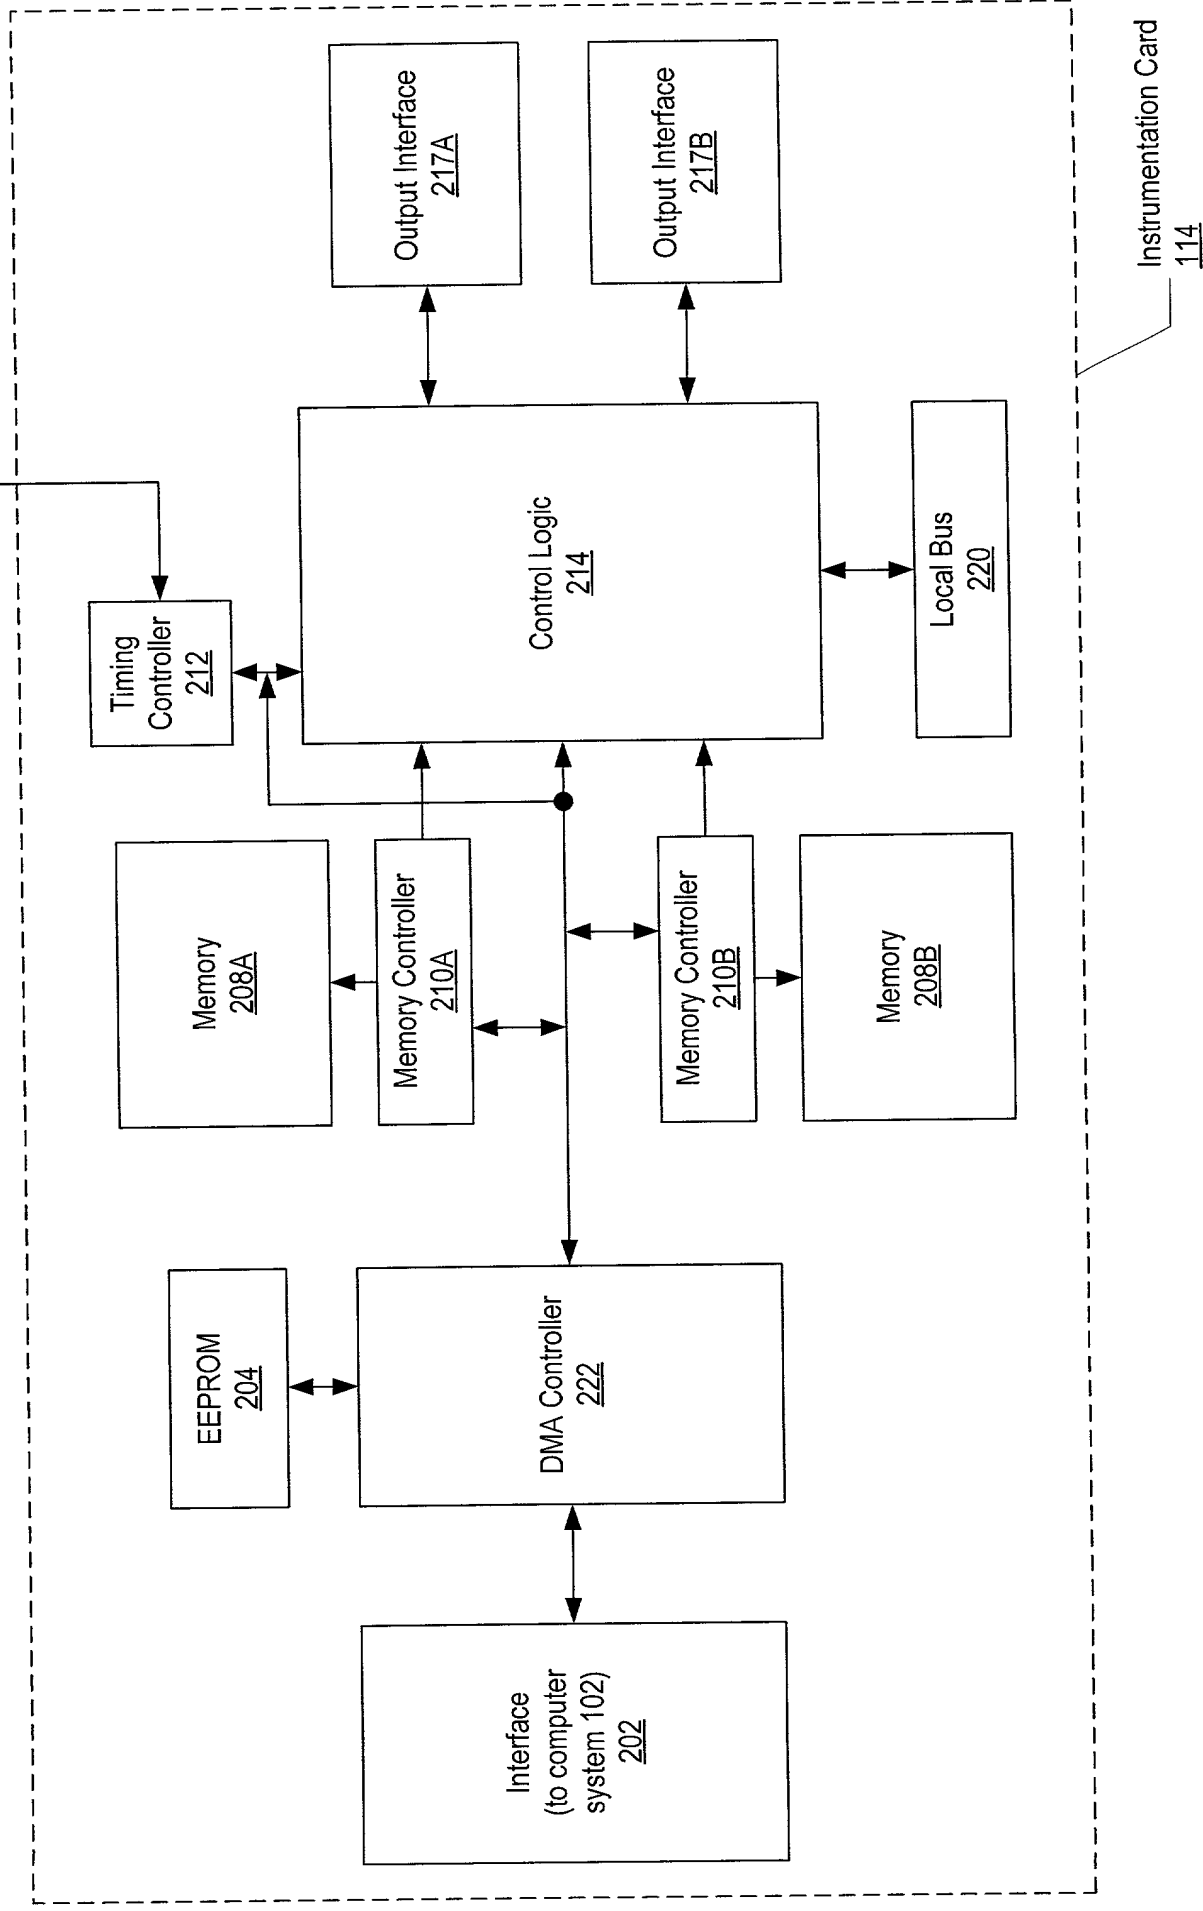 Interface
(to computer
system 102)
202
EEPROM
204
DMA Controller
222
Memory
208A
Memory Controller
210A
Memory Controller
210B
Memory
208B
Timing
Controller
212
Control Logic
214
Local Bus
220
Output Interface
217A
Output Interface
217B
Instrumentation Card
114